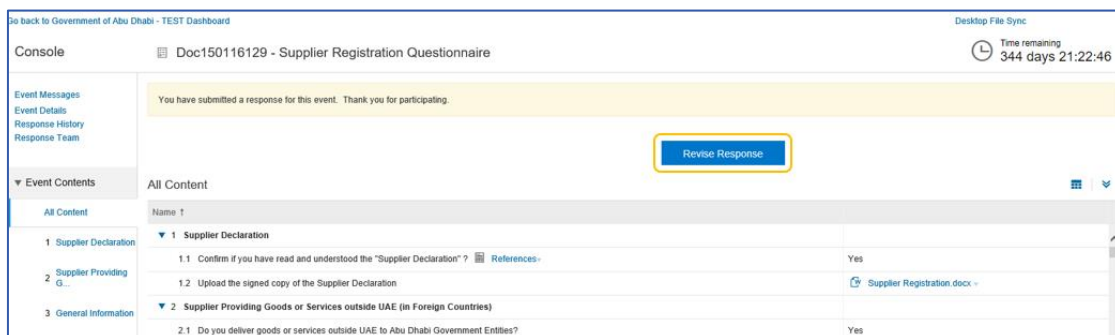 Go back to Government of Abu Dhabi - TEST Dashboard
Desktop File Sync
Console
Doc150116129 - Supplier Registration Questionnaire
Time remaining
344 days 21:22:46
Event Messages
Event Details
Response History
Response Team
You have submitted a response for this event. Thank you for participating.
Revise Response
▼ Event Contents
All Content
All Content
Name ↑
1 Supplier Declaration
▼ 1 Supplier Declaration
1.1 Confirm if you have read and understood the "Supplier Declaration" ? References
Yes
1.2 Upload the signed copy of the Supplier Declaration
Supplier Registration.docx
2 Supplier Providing G...
▼ 2 Supplier Providing Goods or Services outside UAE (in Foreign Countries)
3 General Information
2.1 Do you deliver goods or services outside UAE to Abu Dhabi Government Entities?
Yes